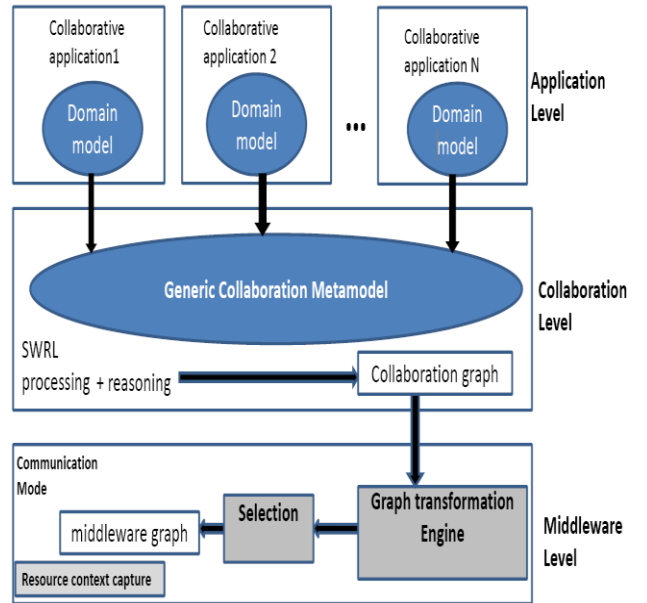 Collaborative
application1
Domain
model
Collaborative
application 2
Domain
model
...
Collaborative
application N
Domain
model
Application
Level
Generic Collaboration Metamodel
Collaboration
Level
SWRL
processing + reasoning
Collaboration graph
Communication
Mode
middleware graph
Selection
Graph transformation
Engine
Resource context capture
Middleware
Level